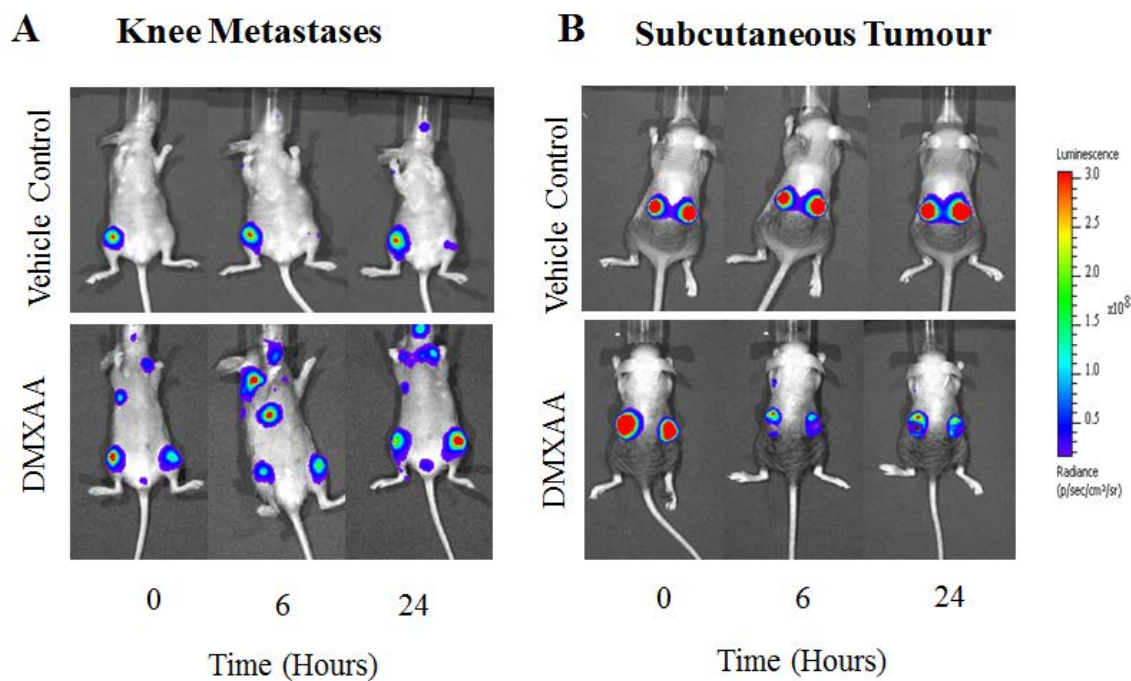 A Knee Metastases
B Subcutaneous Tumour
Vehicle Control
DMXAA
0 6 24
Time (Hours)
Vehicle Control
DMXAA
0 6 24
Time (Hours)
Luminescence
3.0
2.5
2.0
x10⁸
1.5
1.0
0.5
Radiance
(p/sec/cm²/sr)